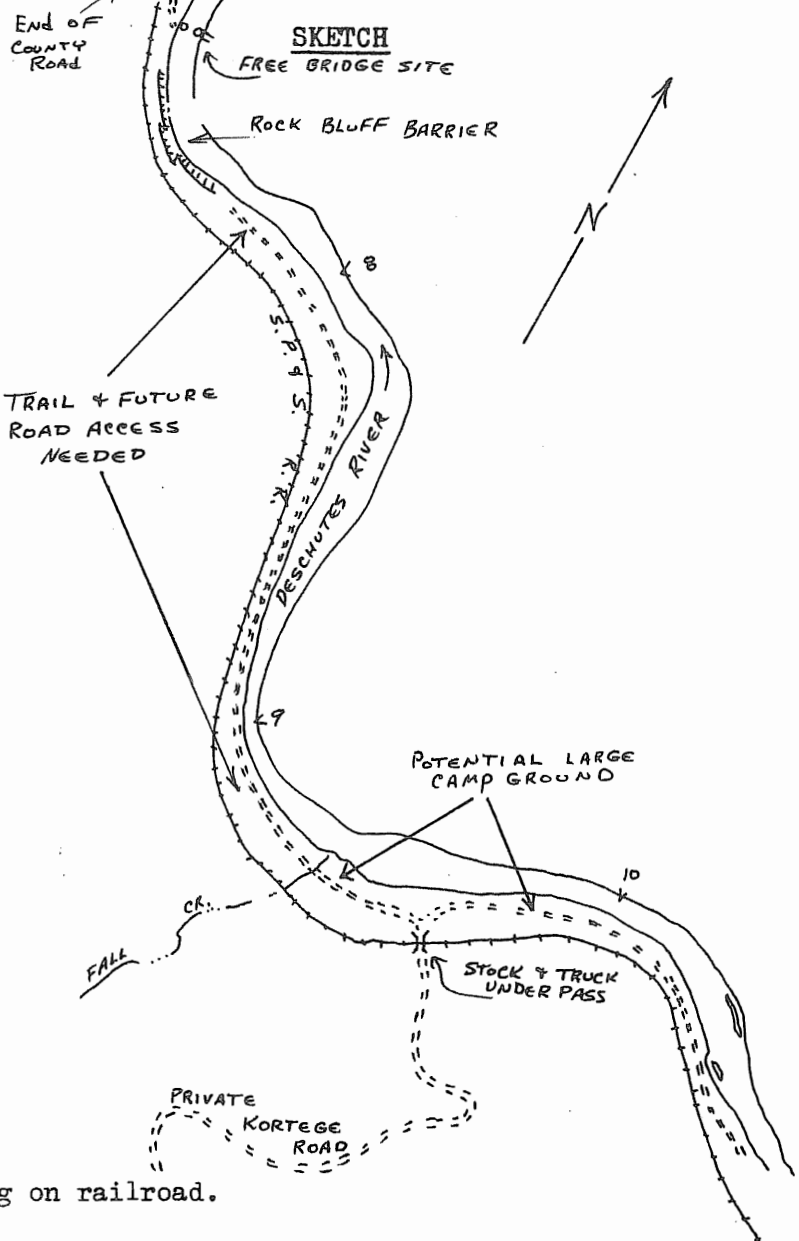 End OF
COUNTY
ROAd
SKETCH
FREE BRIDGE SITE
ROCK BLUFF BARRIER
N
8
S. P. & S. R. R.
TRAIL & FUTURE
ROAD ACCESS
NEEDED
DESCHUTES RIVER
9
POTENTIAL LARGE
CAMP GROUND
10
FALL CR.
STOCK & TRUCK
UNDER PASS
PRIVATE
KORTEGE
ROAD
g on railroad.